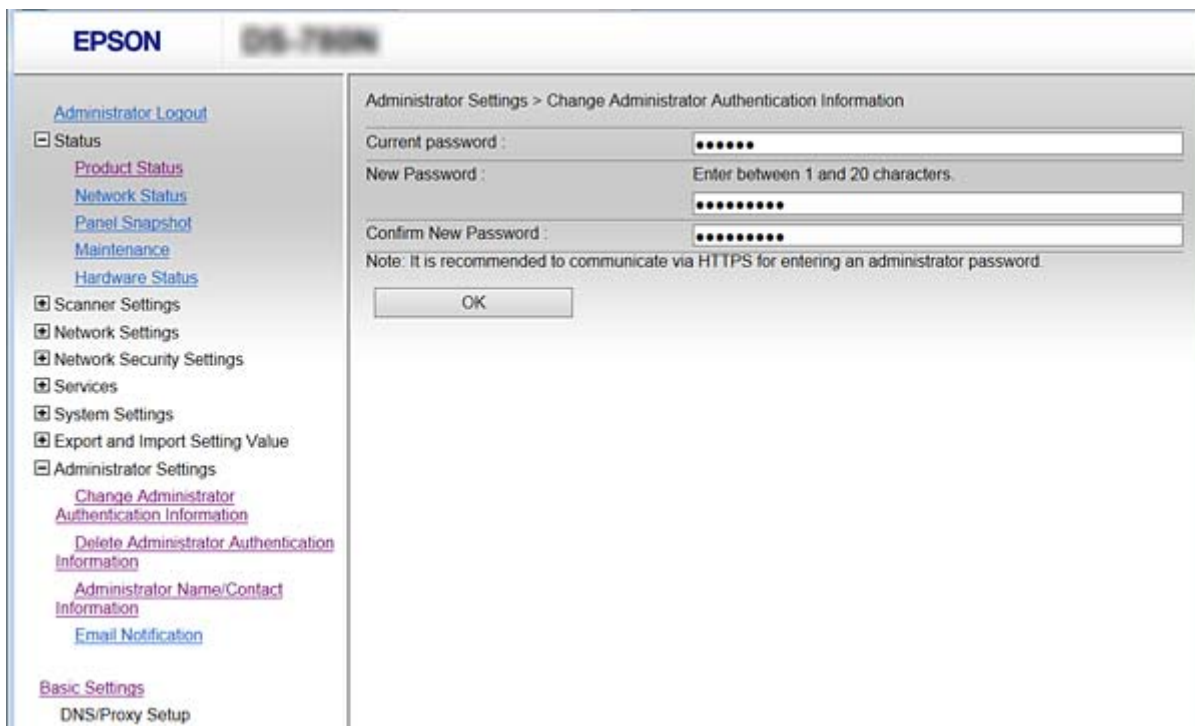 EPSON
Administrator Logout
Status
Product Status
Network Status
Panel Snapshot
Maintenance
Hardware Status
Scanner Settings
Network Settings
Network Security Settings
Services
System Settings
Export and Import Setting Value
Administrator Settings
Change Administrator
Authentication Information
Delete Administrator Authentication
Information
Administrator Name/Contact
Information
Email Notification
Basic Settings
DNS/Proxy Setup
Administrator Settings > Change Administrator Authentication Information
Current password :
••••••
New Password :
Enter between 1 and 20 characters.
•••••••••
Confirm New Password :
•••••••••
Note: It is recommended to communicate via HTTPS for entering an administrator password.
OK